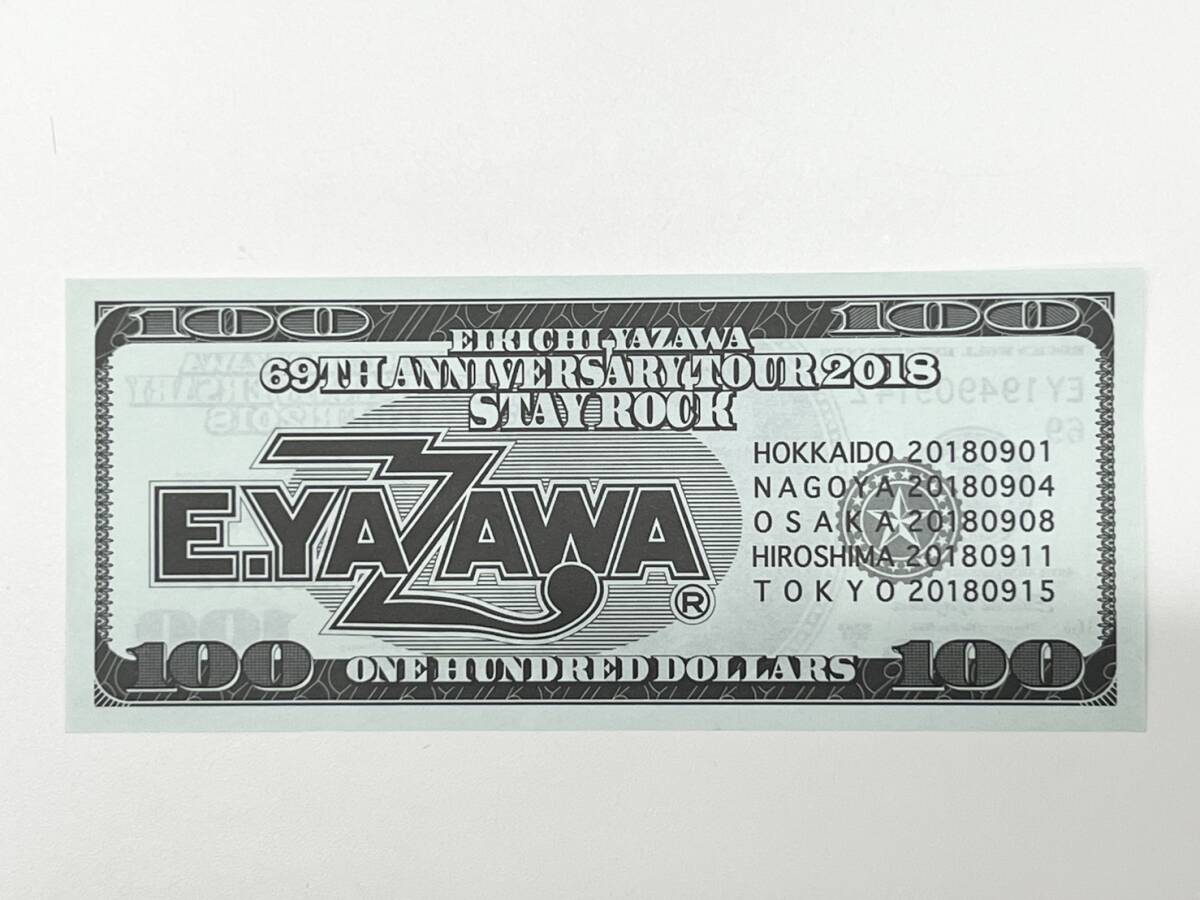 100 100
EIKICHI YAZAWA
69TH ANNIVERSARY TOUR 2018
STAY ROCK
E.YAZAWA ®
HOKKAIDO 20180901
NAGOYA 20180904
OSAKA 20180908
HIROSHIMA 20180911
TOKYO 20180915
100 ONE HUNDRED DOLLARS 100